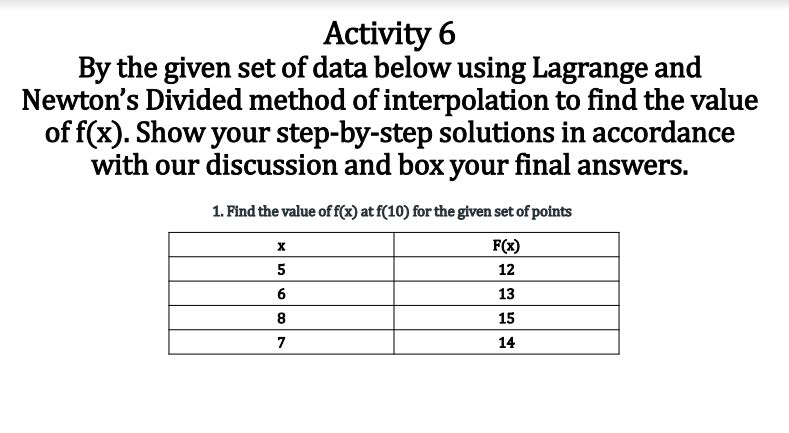 Activity 6
By the given set of data below using Lagrange and
Newton's Divided method of interpolation to find the value
of f(x). Show your step-by-step solutions in accordance
with our discussion and box your final answers.
1. Find the value of f(x) at f(10) for the given set of points
x F(x)
5 12
6 13
8 15
7 14